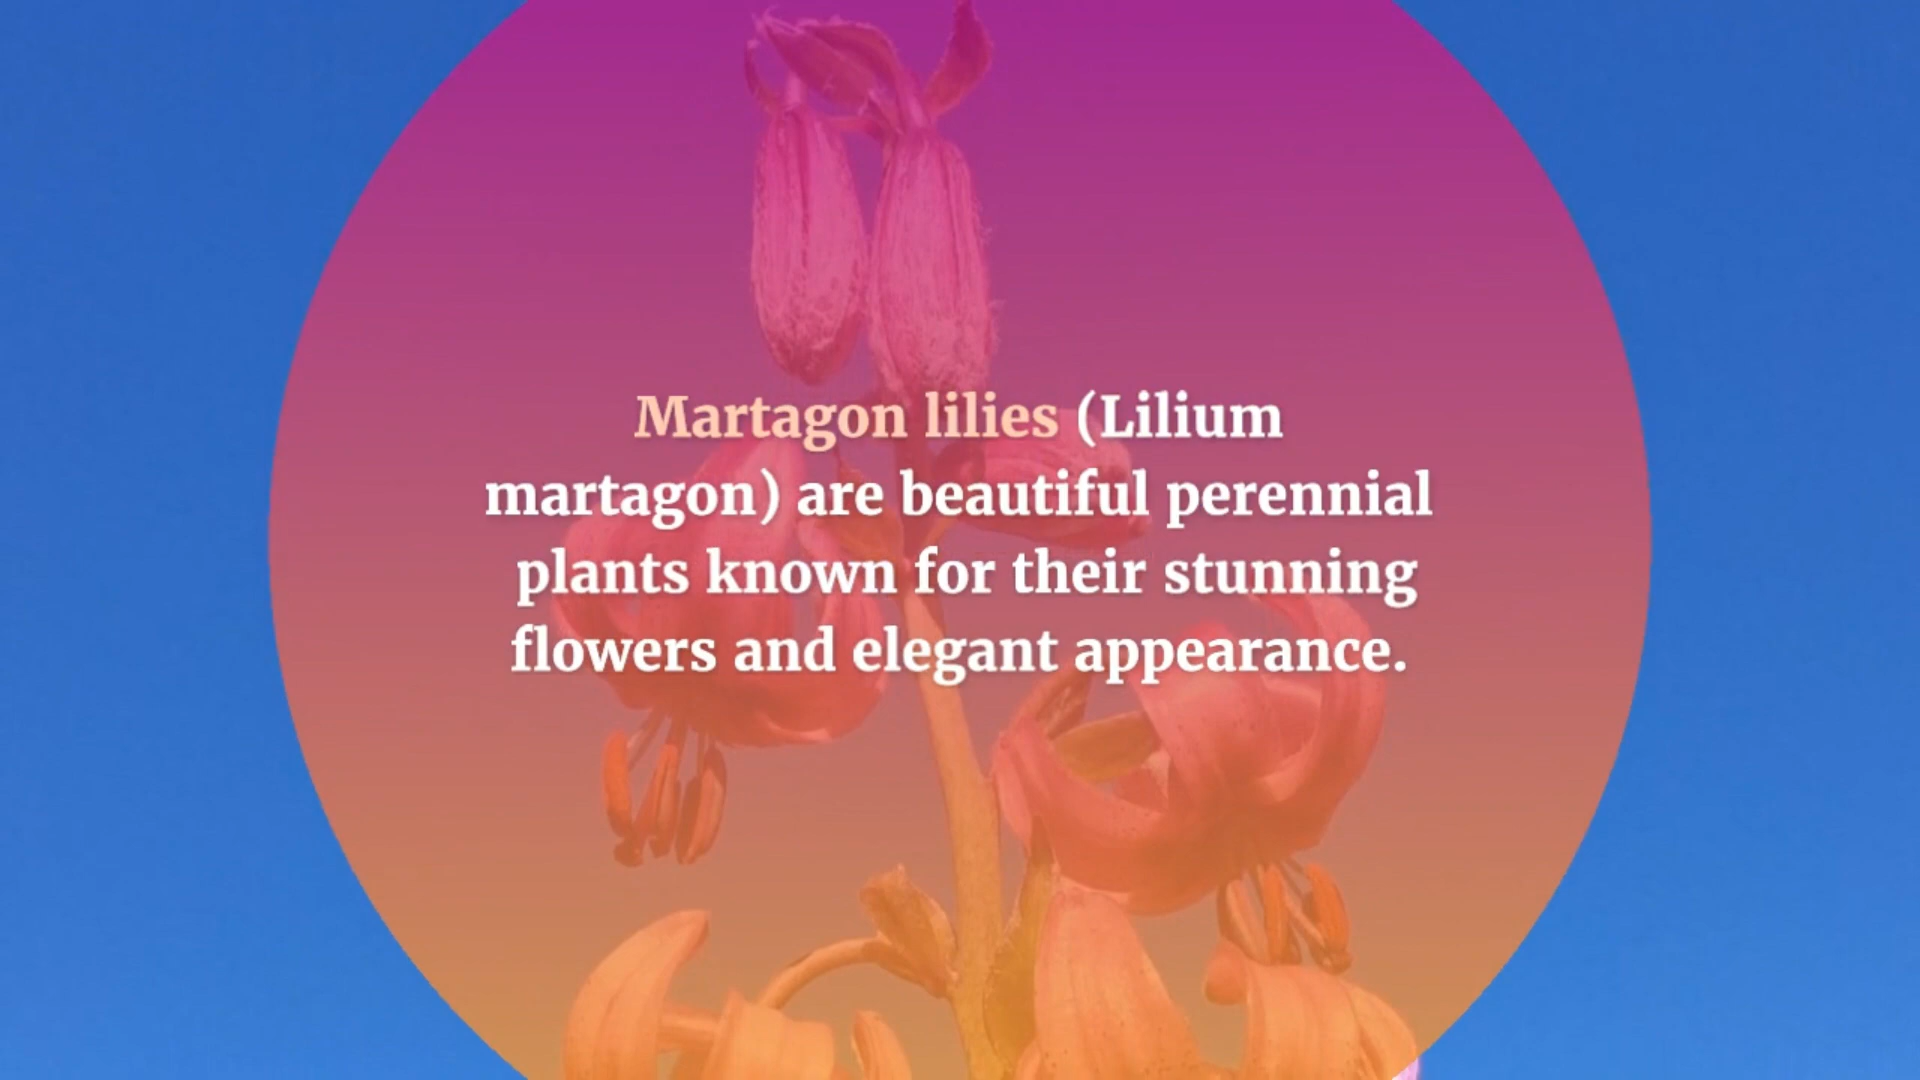 Martagon lilies (Lilium
martagon) are beautiful perennial
plants known for their stunning
flowers and elegant appearance.